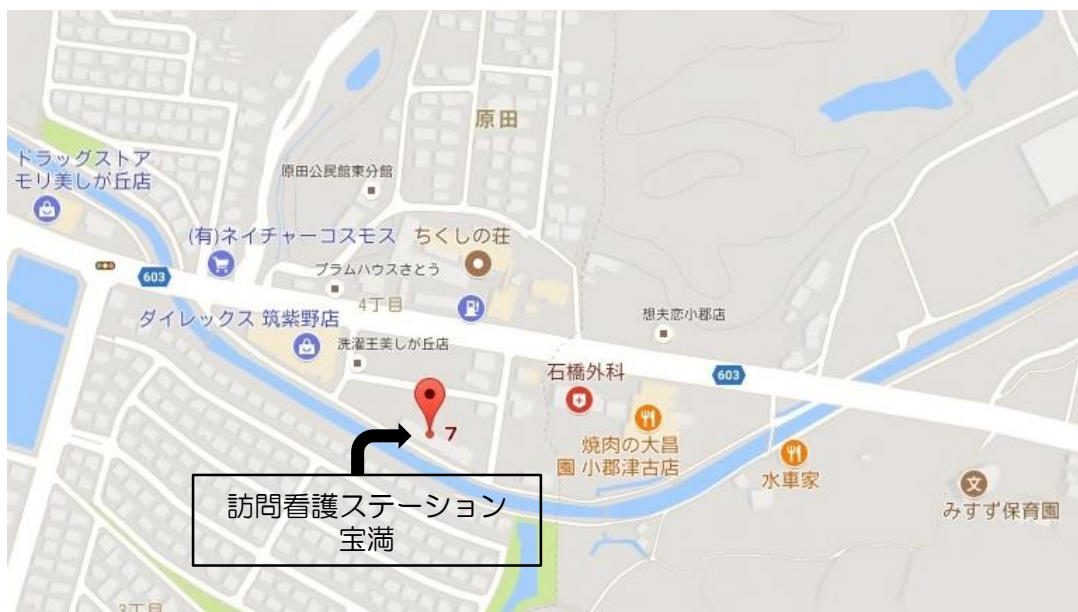 原田
ドラッグストア
モリ美しが丘店
原田公民館東分館
(有)ネイチャーコスモス
ちくしの荘
603
プラムハウスさとう
4丁目
想夫恋小郡店
ダイレックス 筑紫野店
洗濯王美しが丘店
石橋外科
603
7
焼肉の大昌
園 小郡津古店
水車家
訪問看護ステーション
宝満
文
みすず保育園
3丁目